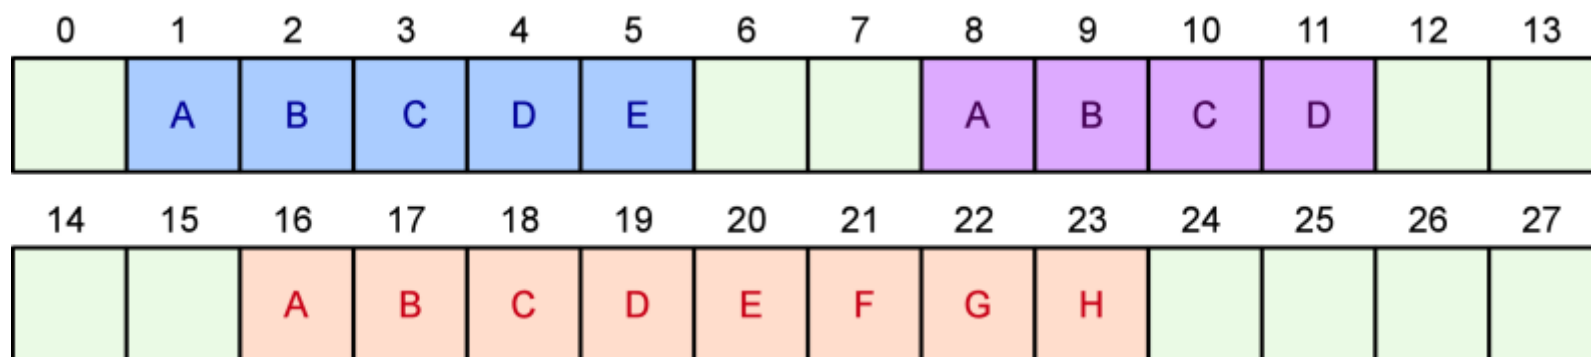 0 1 2 3 4 5 6 7 8 9 10 11 12 13
A B C D E A B C D
14 15 16 17 18 19 20 21 22 23 24 25 26 27
A B C D E F G H